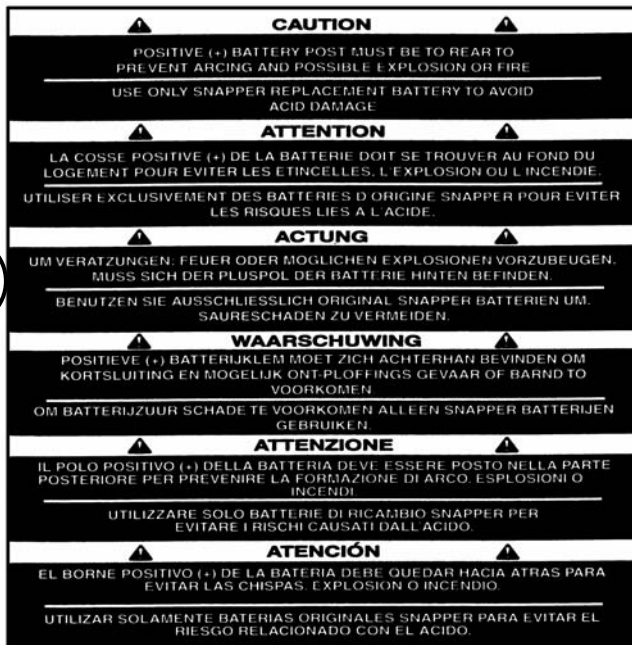 CAUTION
POSITIVE (+) BATTERY POST MUST BE TO REAR TO
PREVENT ARCING AND POSSIBLE EXPLOSION OR FIRE
USE ONLY SNAPPER REPLACEMENT BATTERY TO AVOID
ACID DAMAGE
ATTENTION
LA COSSE POSITIVE (+) DE LA BATTERIE DOIT SE TROUVER AU FOND DU
LOGEMENT POUR EVITER LES ETINCELLES, L'EXPLOSION OU L INCENDIE.
UTILISER EXCLUSIVEMENT DES BATTERIES D ORIGINE SNAPPER POUR EVITER
LES RISQUES LIES A L'ACIDE.
ACTUNG
UM VERATZUNGEN: FEUER ODER MOGLICHEN EXPLOSIONEN VORZUBEUGEN,
MUSS SICH DER PLUSPOL DER BATTERIE HINTEN BEFINDEN.
BENUTZEN SIE AUSSCHLIESSLICH ORIGINAL SNAPPER BATTERIEN UM.
SAURESCHADEN ZU VERMEIDEN.
WAARSCHUWING
POSITIEVE (+) BATTERIJKLEM MOET ZICH ACHTERHAN BEVINDEN OM
KORTSLUITING EN MOGELIJK ONT-PLOFFINGS GEVAAR OF BARND TO
VOORKOMEN
OM BATTERIJZUUR SCHADE TE VOORKOMEN ALLEEN SNAPPER BATTERIJEN
GEBRUIKEN.
ATTENZIONE
IL POLO POSITIVO (+) DELLA BATTERIA DEVE ESSERE POSTO NELLA PARTE
POSTERIORE PER PREVENIRE LA FORMAZIONE DI ARCO. ESPLOSIONI O
INCENDI
UTILIZZARE SOLO BATTERIE DI RICAMBIO SNAPPER PER
EVITARE I RISCHI CAUSATI DALL'ACIDO.
ATENCIÓN
EL BORNE POSITIVO (+) DE LA BATERIA DEBE QUEDAR HACIA ATRAS PARA
EVITAR LAS CHISPAS. EXPLOSION O INCENDIO.
UTILIZAR SOLAMENTE BATERIAS ORIGINALES SNAPPER PARA EVITAR EL
RIESGO RELACIONADO CON EL ACIDO.